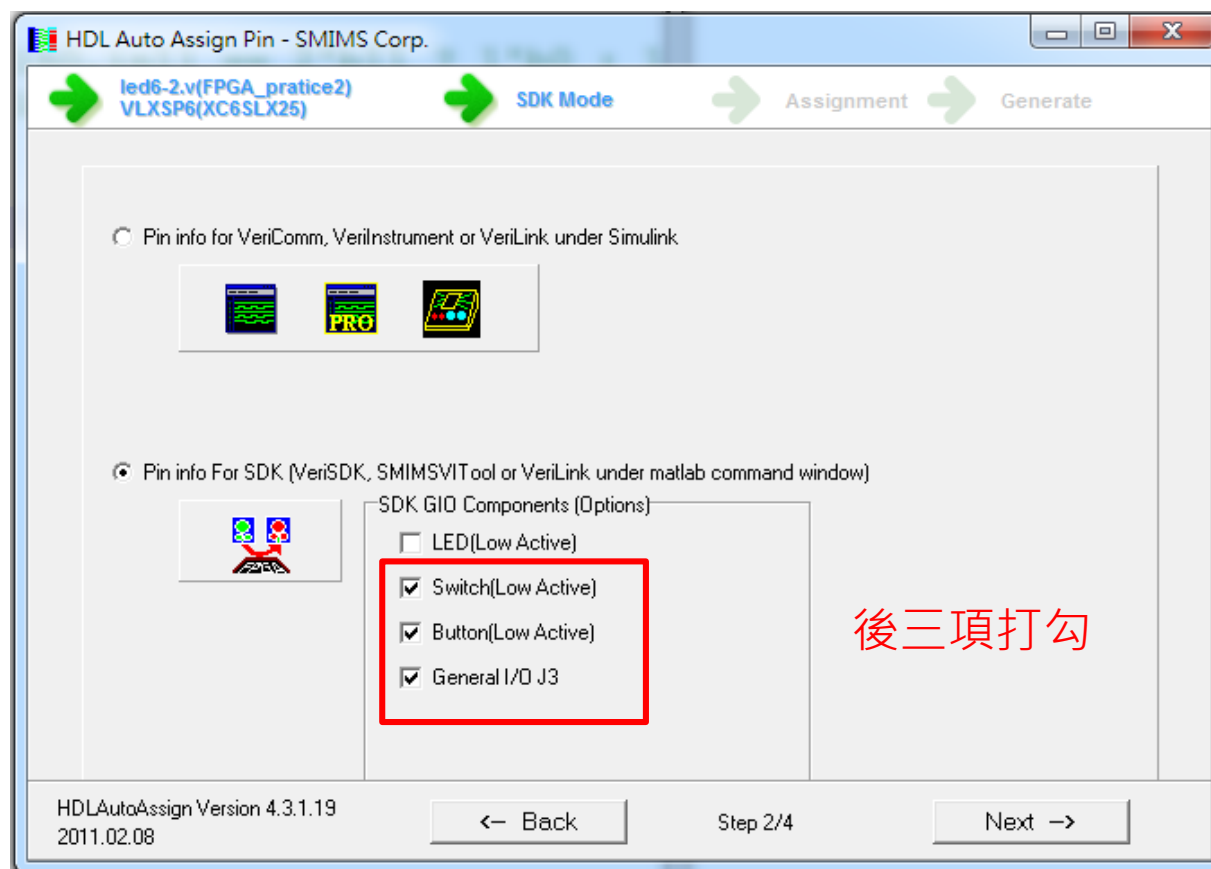 HDL Auto Assign Pin - SMIMS Corp.
led6-2.v(FPGA_pratice2)
VLXSP6(XC6SLX25)
SDK Mode
Assignment
Generate
Pin info for VeriComm, VeriInstrument or VeriLink under Simulink
PRO
Pin info For SDK (VeriSDK, SMIMSVITool or VeriLink under matlab command window)
SDK GIO Components (Options)
LED(Low Active)
Switch(Low Active)
Button(Low Active)
General I/O J3
後三項打勾
HDLAutoAssign Version 4.3.1.19
2011.02.08
<- Back
Step 2/4
Next ->